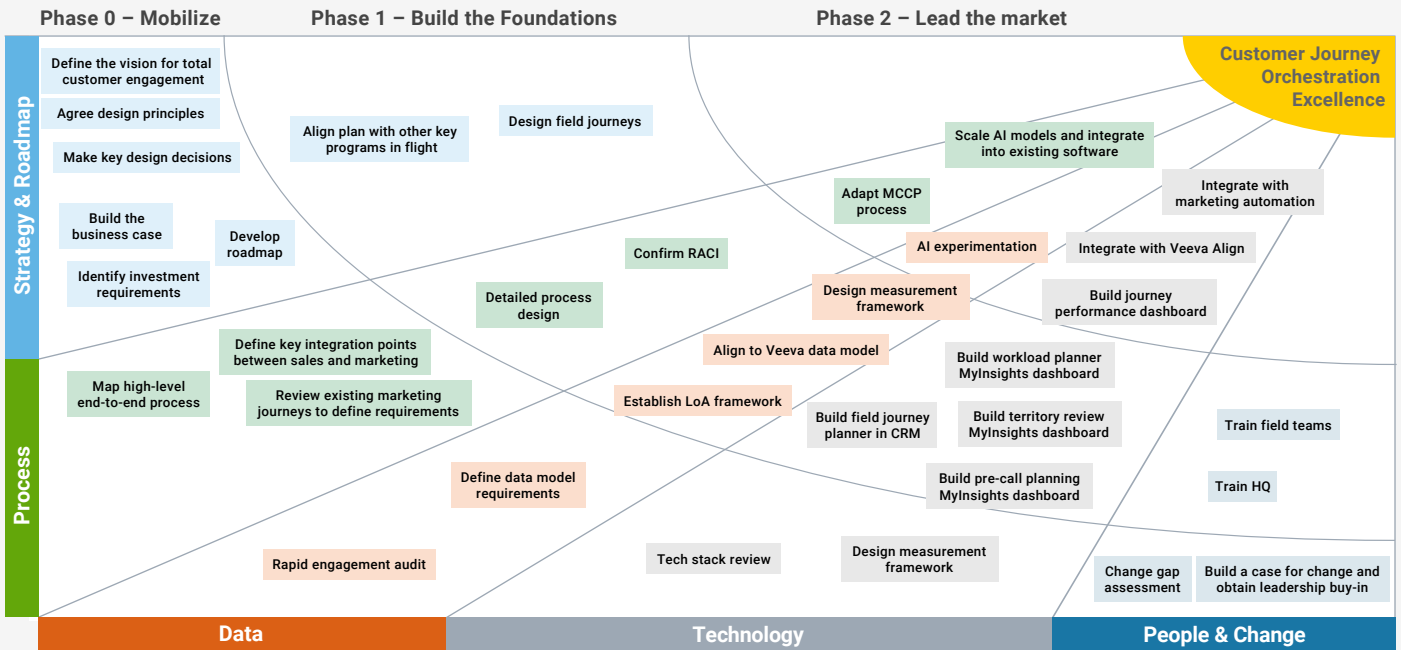 Phase 0 – Mobilize
Phase 1 – Build the Foundations
Phase 2 – Lead the market
Customer Journey
Orchestration
Excellence
Strategy & Roadmap
Define the vision for total
customer engagement
Agree design principles
Make key design decisions
Build the
business case
Develop
roadmap
Identify investment
requirements
Align plan with other key
programs in flight
Design field journeys
Scale AI models and integrate
into existing software
Adapt MCCP
process
Confirm RACI
Detailed process
design
Define key integration points
between sales and marketing
Map high-level
end-to-end process
Review existing marketing
journeys to define requirements
Integrate with
marketing automation
AI experimentation
Integrate with Veeva Align
Design measurement
framework
Build journey
performance dashboard
Align to Veeva data model
Build workload planner
MyInsights dashboard
Establish LoA framework
Build field journey
planner in CRM
Build territory review
MyInsights dashboard
Train field teams
Process
Define data model
requirements
Build pre-call planning
MyInsights dashboard
Train HQ
Rapid engagement audit
Tech stack review
Design measurement
framework
Change gap
assessment
Build a case for change and
obtain leadership buy-in
Data
Technology
People & Change